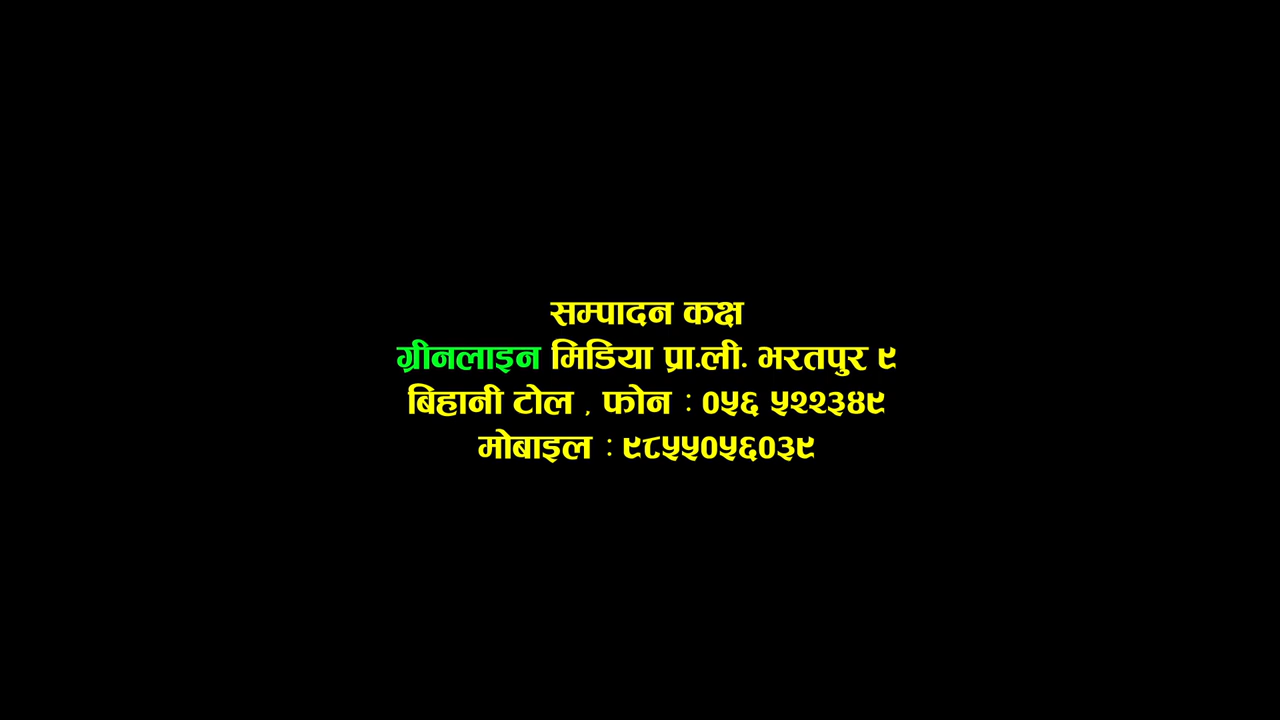 सम्पादन कक्ष
ग्रीनलाइन मिडिया प्रा.ली. भरतपुर ९
बिहानी टोल , फोन : ०५६ ५२२३४९
मोबाइल : ९८५५०५६०३९